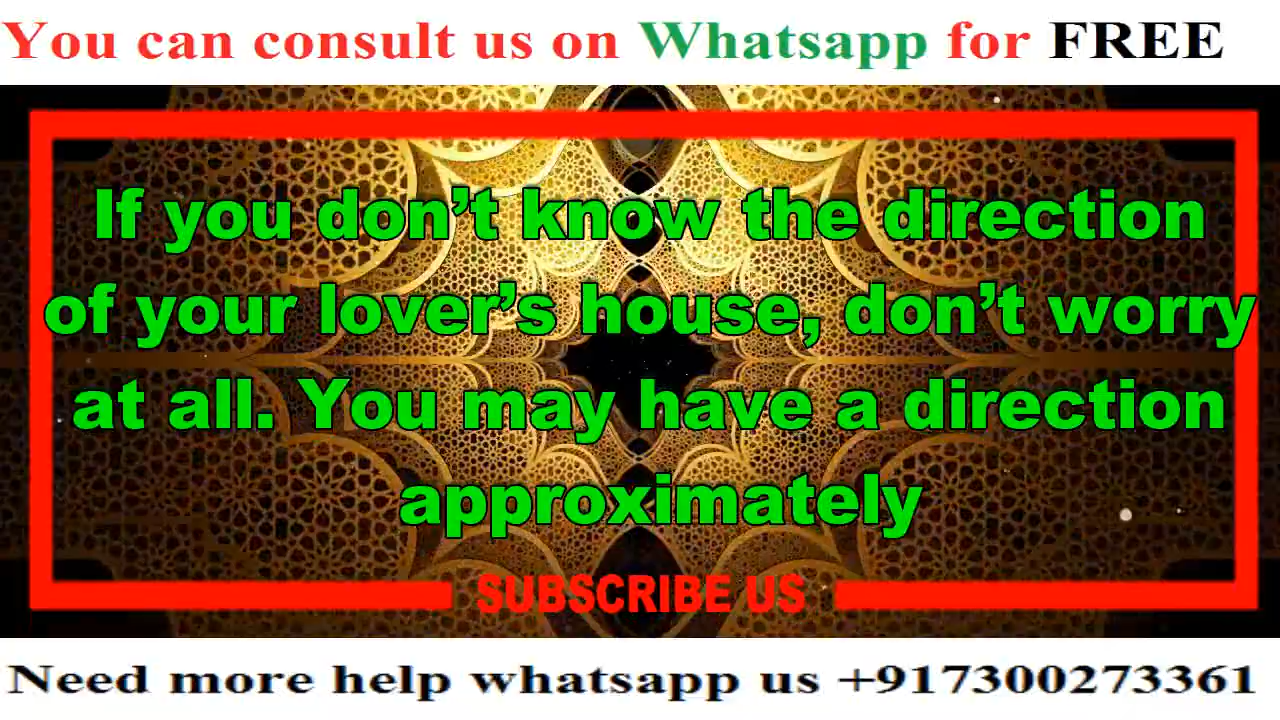 You can consult us on Whatsapp for FREE
If you don’t know the direction
of your lover’s house, don’t worry
at all. You may have a direction
approximately
SUBSCRIBE US
Need more help whatsapp us +917300273361